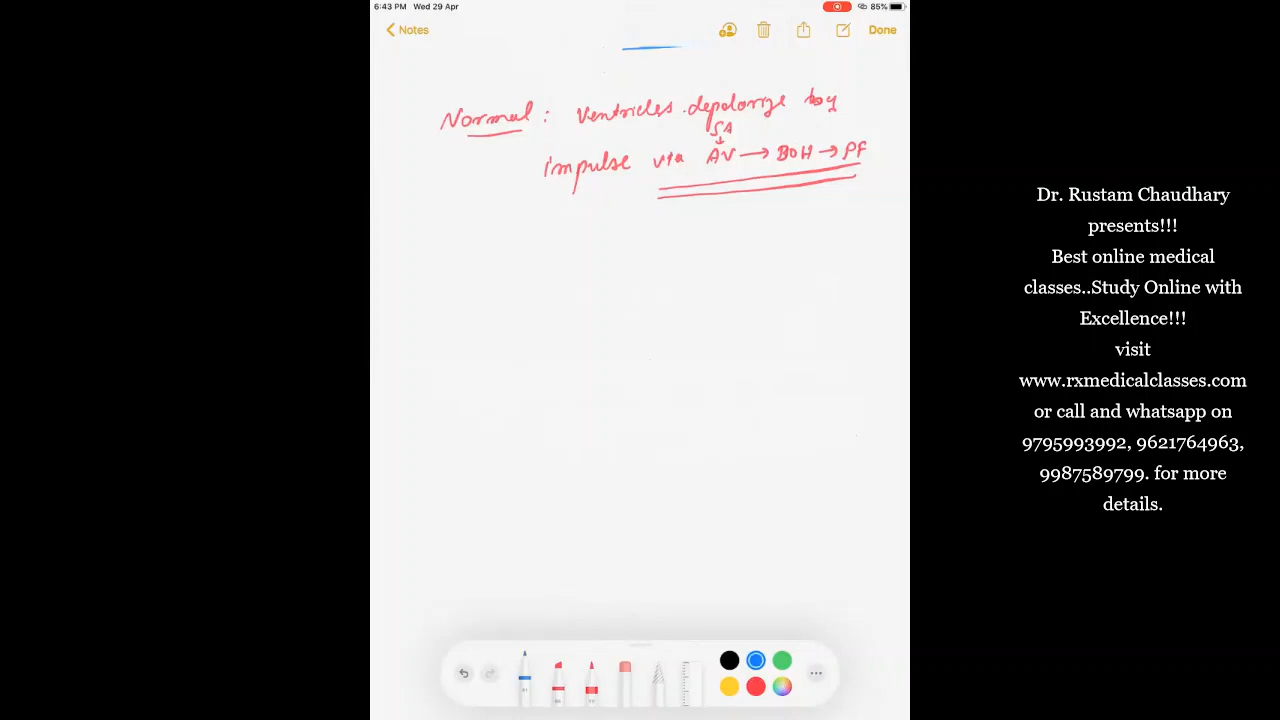 6:43 PM Wed 29 Apr
85%
Notes
Done
Normal : Ventricles depolarize by
SA
impulse via AV → BOH → PF
Dr. Rustam Chaudhary
presents!!!
Best online medical
classes..Study Online with
Excellence!!!
visit
www.rxmedicalclasses.com
or call and whatsapp on
9795993992, 9621764963,
9987589799. for more
details.